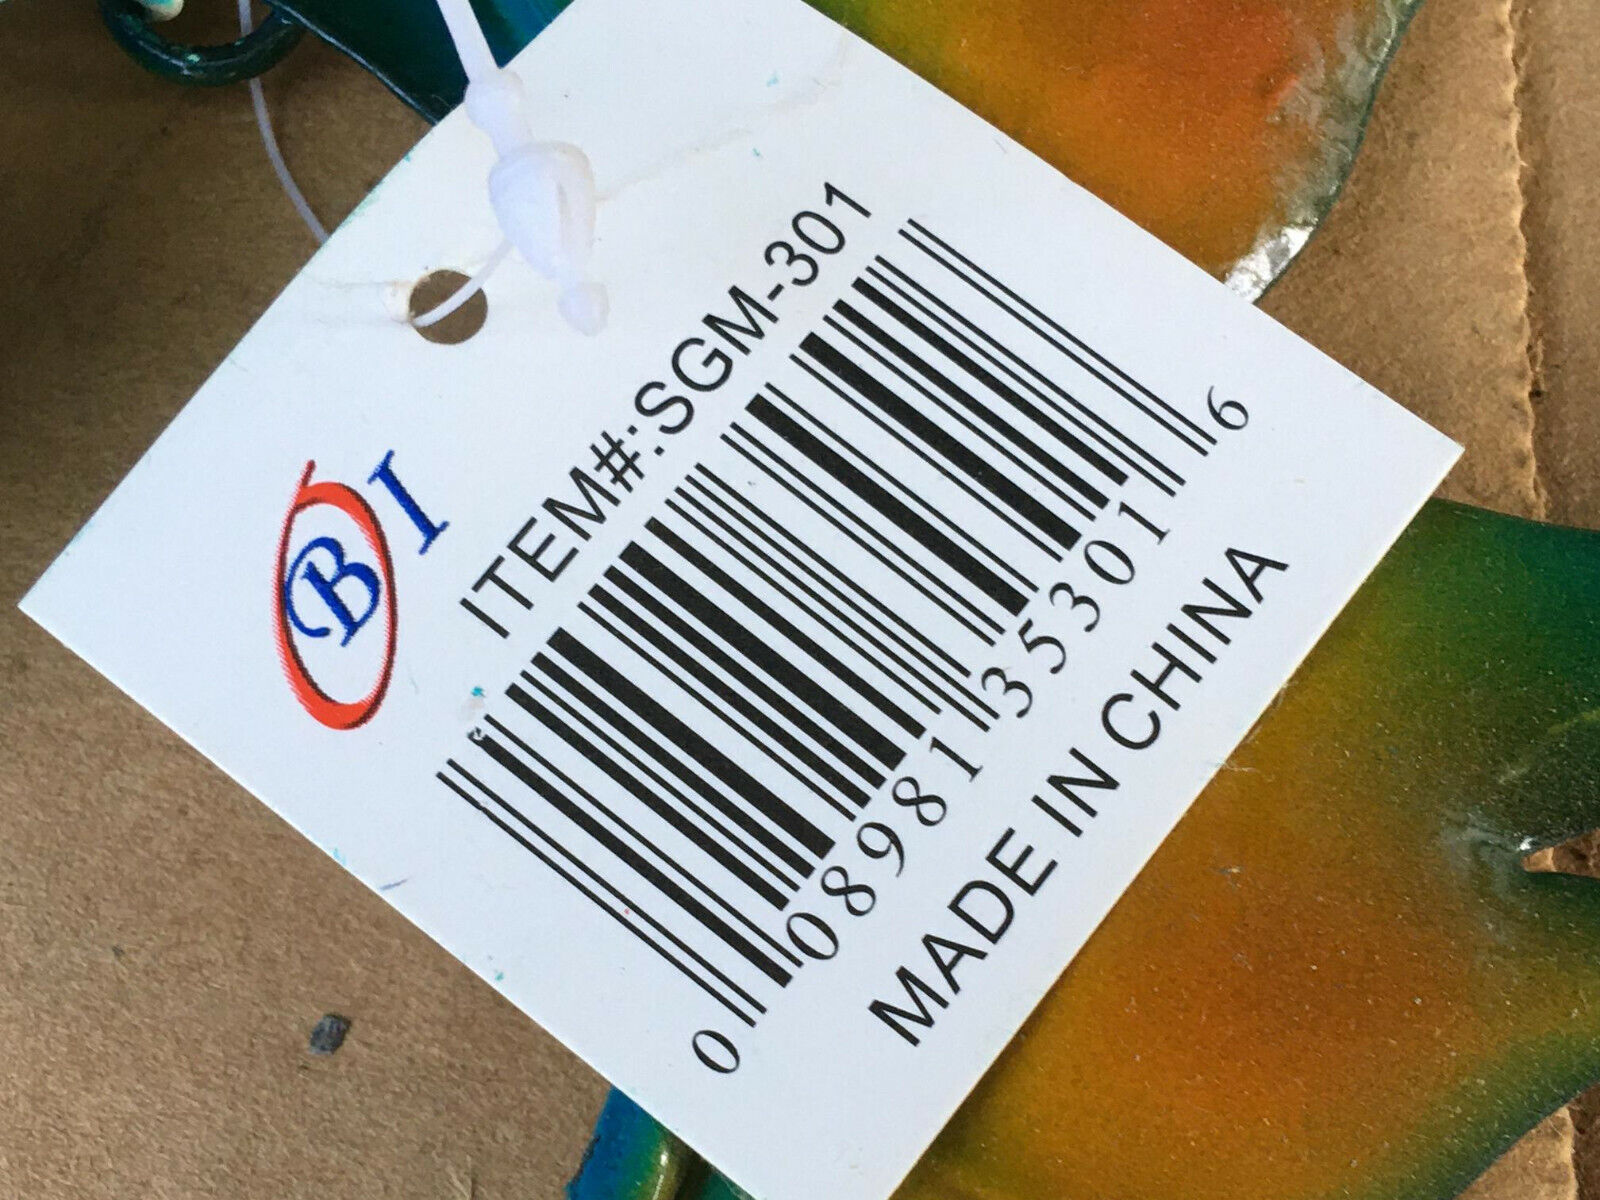 BI
ITEM#:SGM-301
0 08981 35301 6
MADE IN CHINA